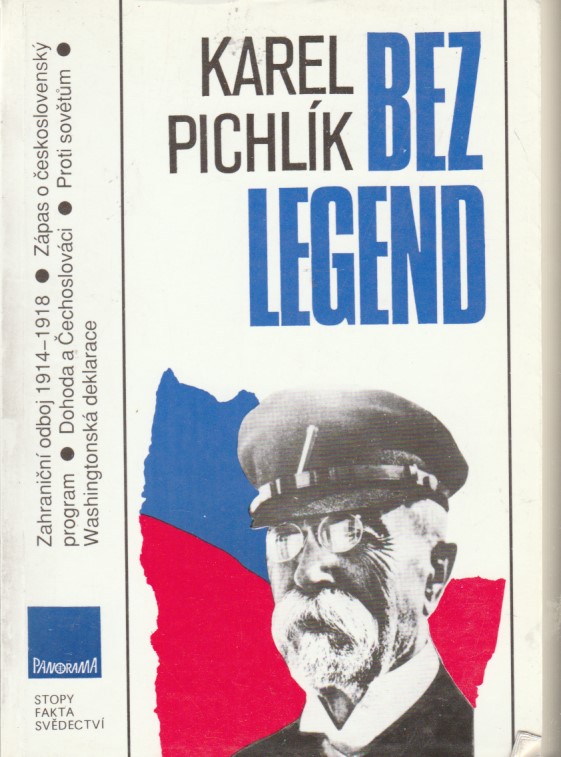 KAREL
PICHLÍK
BEZ
LEGEND
Zahraniční odboj 1914–1918 ● Zápas o československý
program ● Dohoda a Čechoslováci ● Proti sovětům ●
Washingtonská deklarace
PANORAMA
STOPY
FAKTA
SVĚDECTVÍ